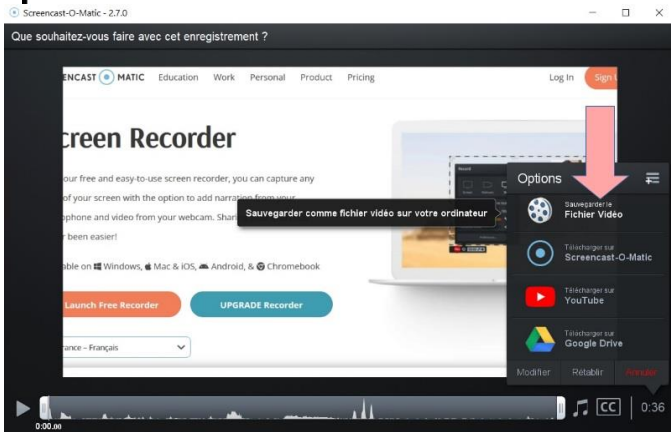 Screencast-O-Matic - 2.7.0
Que souhaitez-vous faire avec cet enregistrement ?
ENCAST MATIC Education Work Personal Product Pricing Log In Sign
creen Recorder
our free and easy-to-use screen recorder, you can capture any
of your screen with the option to add narration from your
ophone and video from your webcam. Shari
r been easier!
able on Windows, Mac & iOS, Android, & Chromebook
Launch Free Recorder UPGRADE Recorder
rance – Français
Sauvegarder comme fichier vidéo sur votre ordinateur
Options
Sauvegarder le
Fichier Vidéo
Télécharger sur
Screencast-O-Matic
Télécharger sur
YouTube
Télécharger sur
Google Drive
Modifier Rétablir Annuler
CC 0:36
0:00.00